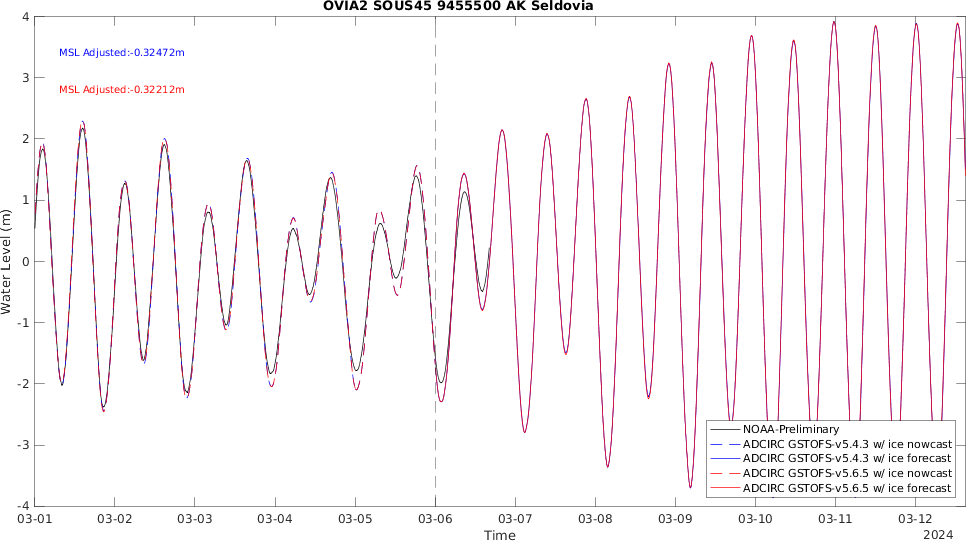 OVIA2 SOUS45 9455500 AK Seldovia
MSL Adjusted:-0.32472m
MSL Adjusted:-0.32212m
Water Level (m)
4
3
2
1
0
-1
-2
-3
-4
NOAA-Preliminary
ADCIRC GSTOFS-v5.4.3 w/ ice nowcast
ADCIRC GSTOFS-v5.4.3 w/ ice forecast
ADCIRC GSTOFS-v5.6.5 w/ ice nowcast
ADCIRC GSTOFS-v5.6.5 w/ ice forecast
03-01 03-02 03-03 03-04 03-05 03-06 03-07 03-08 03-09 03-10 03-11 03-12
Time
2024